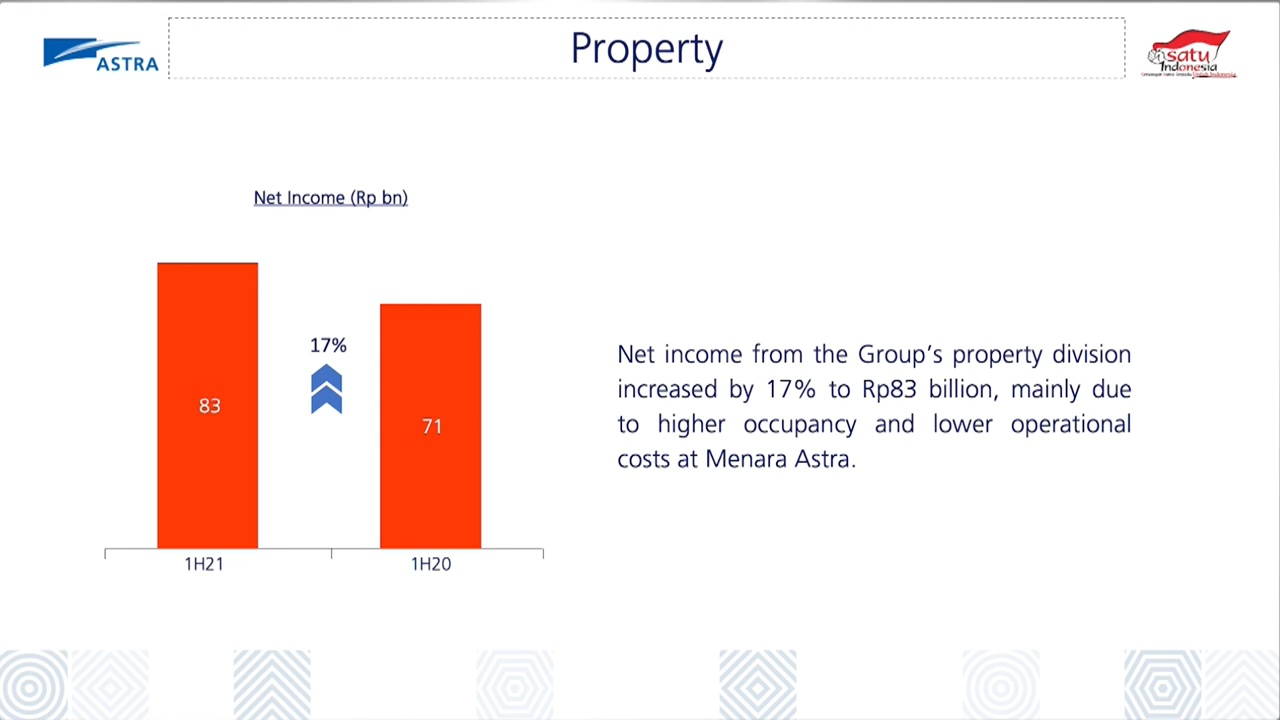 ASTRA
Property
satu
Indonesia
Net Income (Rp bn)
17%
83
71
1H21
1H20
Net income from the Group's property division
increased by 17% to Rp83 billion, mainly due
to higher occupancy and lower operational
costs at Menara Astra.